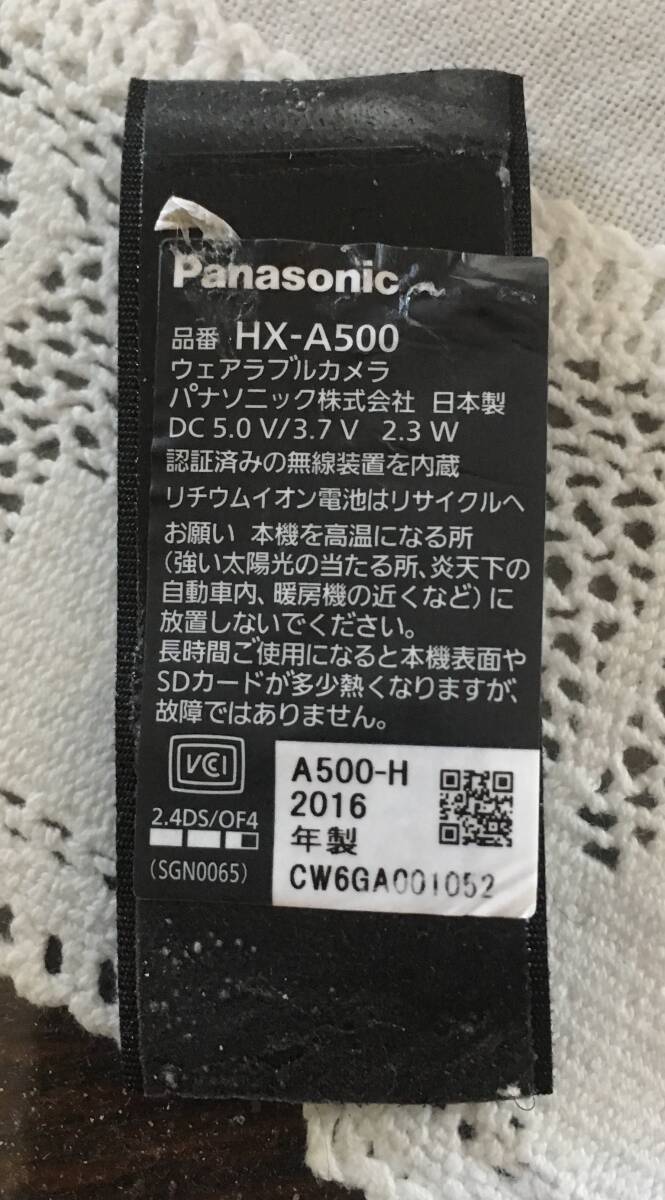 Panasonic
品番 HX-A500
ウェアラブルカメラ
パナソニック株式会社 日本製
DC 5.0 V/3.7 V 2.3 W
認証済みの無線装置を内蔵
リチウムイオン電池はリサイクルへ
お願い 本機を高温になる所
(強い太陽光の当たる所、炎天下の
自動車内、暖房機の近くなど)に
放置しないでください。
長時間ご使用になると本機表面や
SDカードが多少熱くなりますが、
故障ではありません。
VCCI
2.4DS/OF4
(SGN0065)
A500-H
2016
年製
CW6GA001052